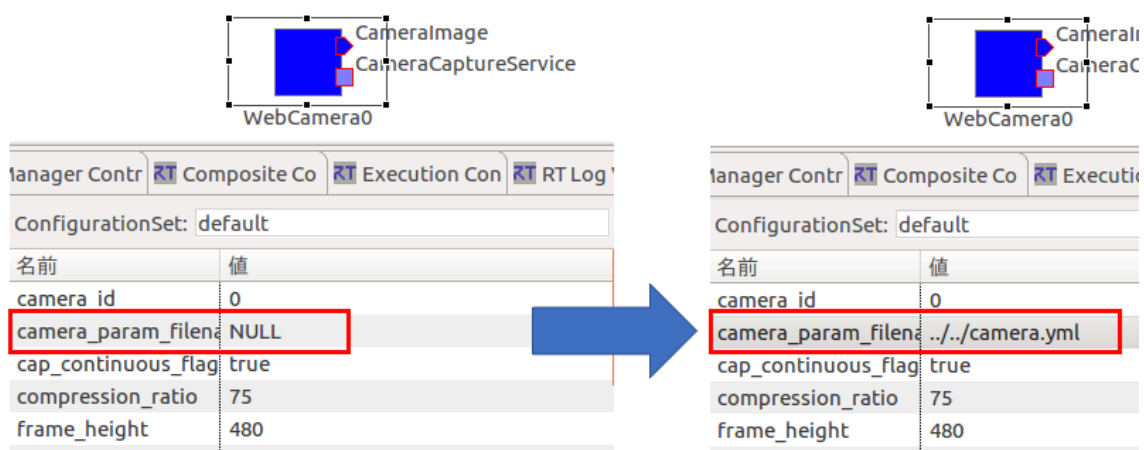 CameraImage
CameraCaptureService
WebCamera0
Manager Contr RT Composite Co RT Execution Con RT RT Log
ConfigurationSet: default
名前 値
camera_id 0
camera_param_filena NULL
cap_continuous_flag true
compression_ratio 75
frame_height 480
CameraI
CameraC
WebCamera0
Manager Contr RT Composite Co RT Executi
ConfigurationSet: default
名前 値
camera_id 0
camera_param_filena ../../camera.yml
cap_continuous_flag true
compression_ratio 75
frame_height 480